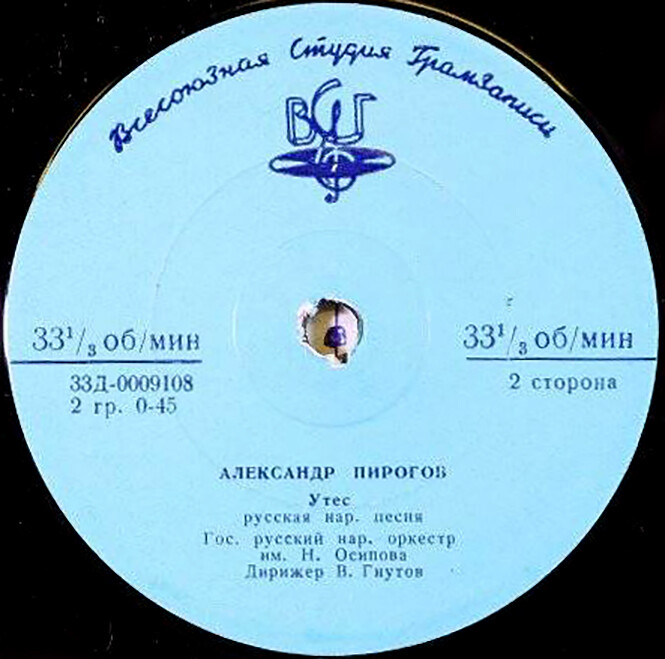 Всесоюзная Студия Грамзаписи
ВСГ
33¹/₃ об/мин
33¹/₃ об/мин
33Д-0009108
2 гр. 0-45
2 сторона
АЛЕКСАНДР ПИРОГОВ
Утес
русская нар. песня
Гос. русский нар. оркестр
им. Н. Осипова
Дирижер В. Гнутов